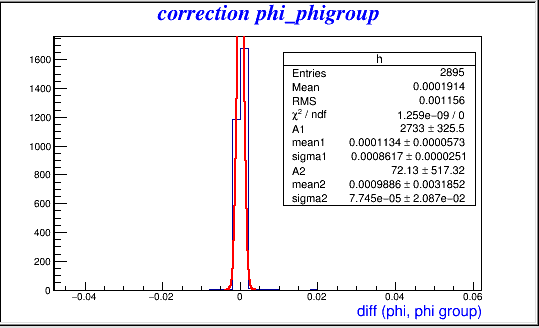 correction phi_phigroup
h
Entries 2895
Mean 0.0001914
RMS 0.001156
χ² / ndf 1.259e−09 / 0
A1 2733 ± 325.5
mean1 0.0001134 ± 0.0000573
sigma1 0.0008617 ± 0.0000251
A2 72.13 ± 517.32
mean2 0.0009886 ± 0.0031852
sigma2 7.745e−05 ± 2.087e−02
1600
1400
1200
1000
800
600
400
200
0
−0.04 −0.02 0 0.02 0.04 0.06
diff (phi, phi group)